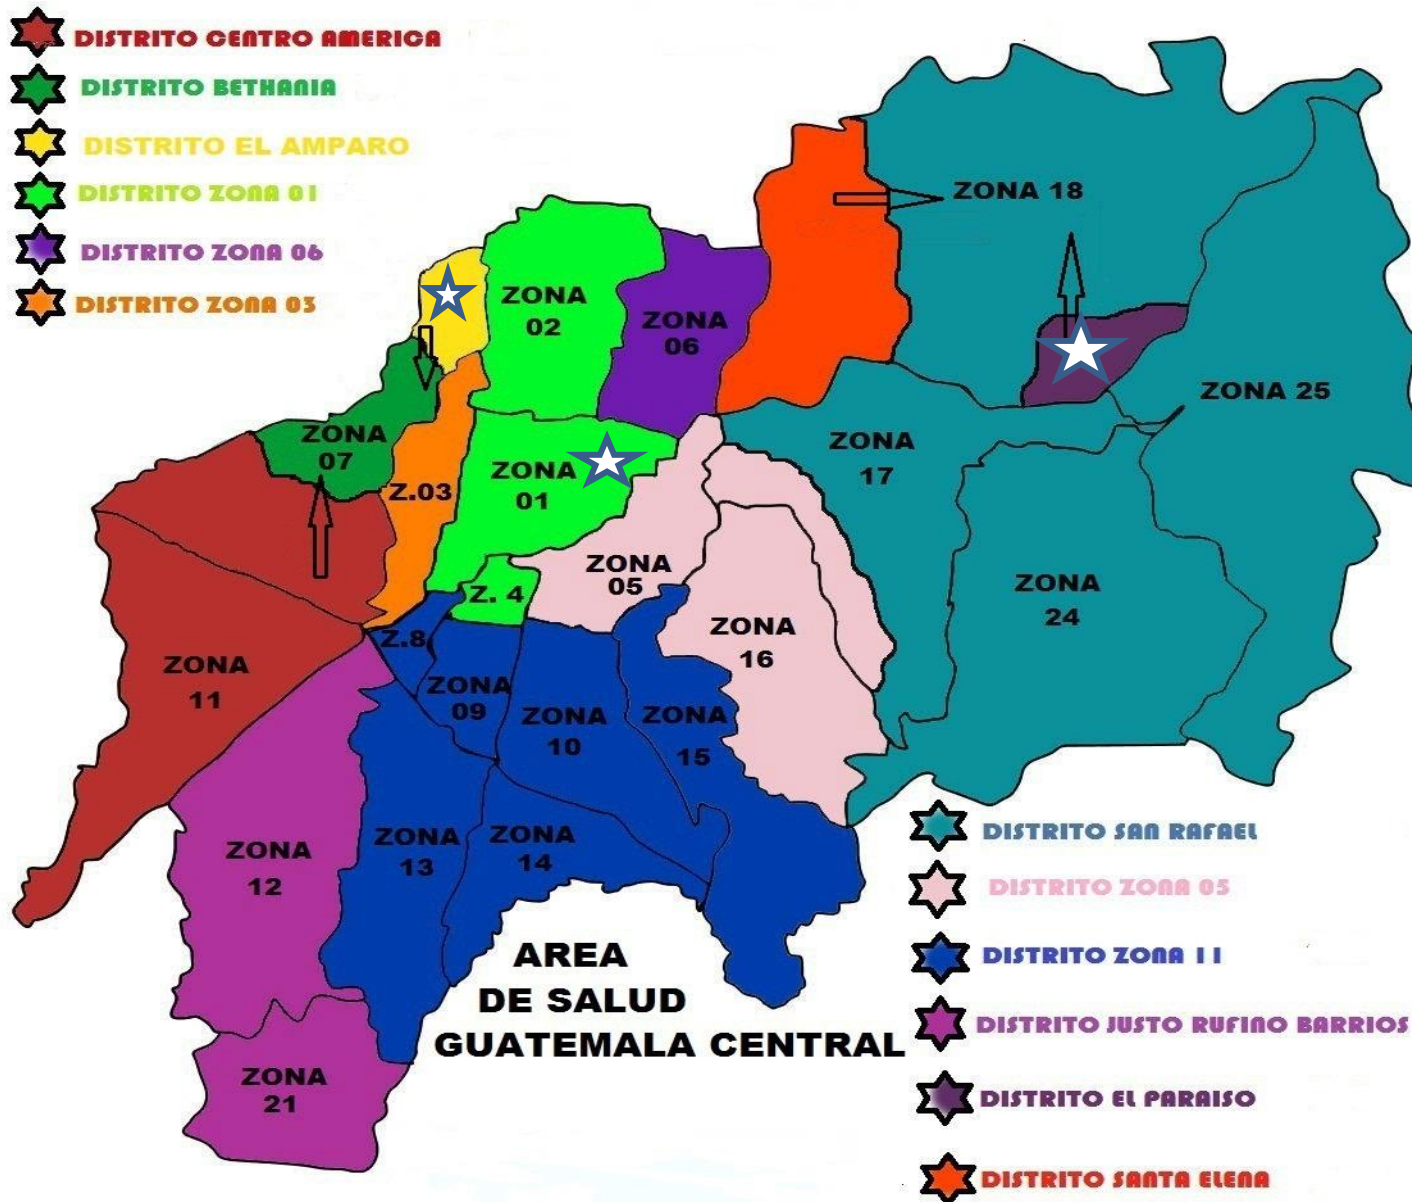 DISTRITO CENTRO AMERICA
DISTRITO BETHANIA
DISTRITO EL AMPARO
DISTRITO ZONA 01
DISTRITO ZONA 06
DISTRITO ZONA 03
ZONA 18
ZONA
02
ZONA
06
ZONA 25
ZONA
07
ZONA
17
Z.03
ZONA
01
ZONA
05
Z. 4
ZONA
24
Z.8
ZONA
16
ZONA
11
ZONA
09
ZONA
10
ZONA
15
ZONA
12
ZONA
13
ZONA
14
ZONA
21
AREA
DE SALUD
GUATEMALA CENTRAL
DISTRITO SAN RAFAEL
DISTRITO ZONA 05
DISTRITO ZONA 11
DISTRITO JUSTO RUFINO BARRIOS
DISTRITO EL PARAISO
DISTRITO SANTA ELENA